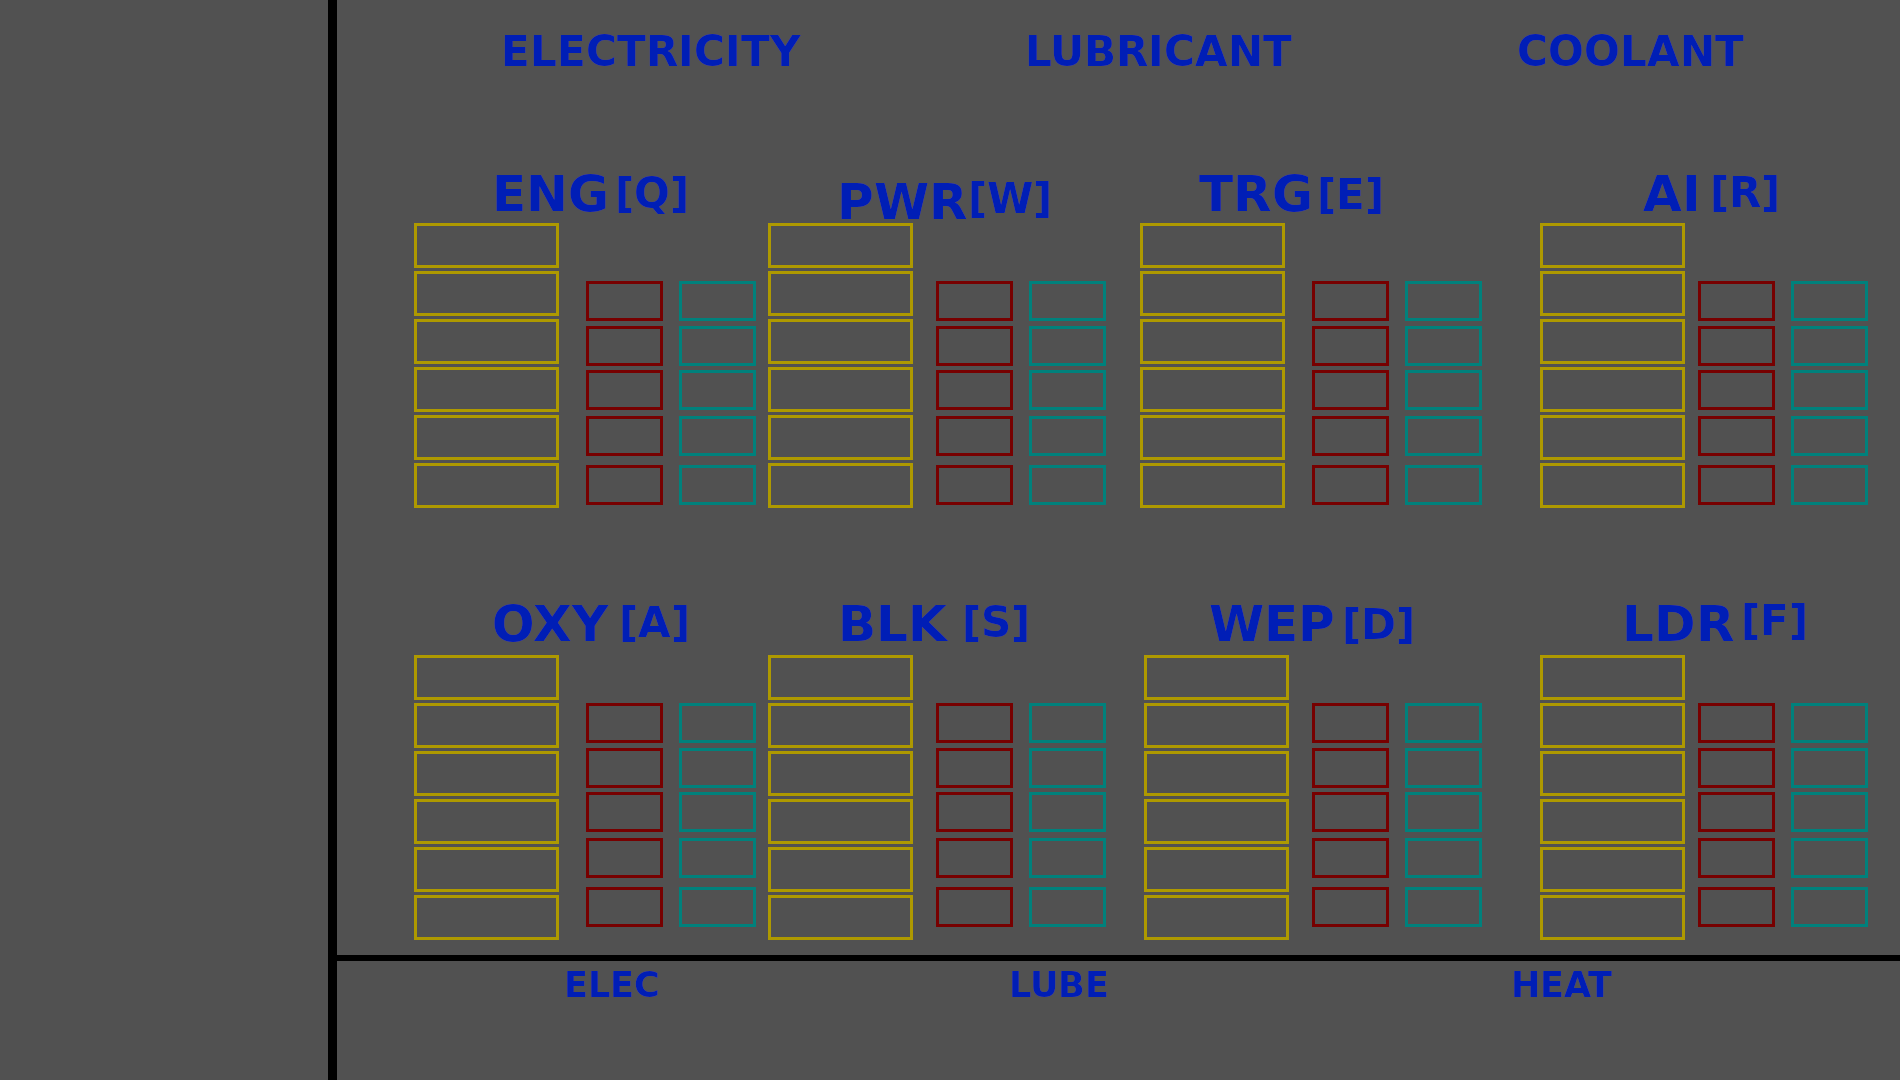 ELECTRICITY LUBRICANT COOLANT
ENG [Q] PWR [W] TRG [E] AI [R]
OXY [A] BLK [S] WEP [D] LDR [F]
ELEC LUBE HEAT